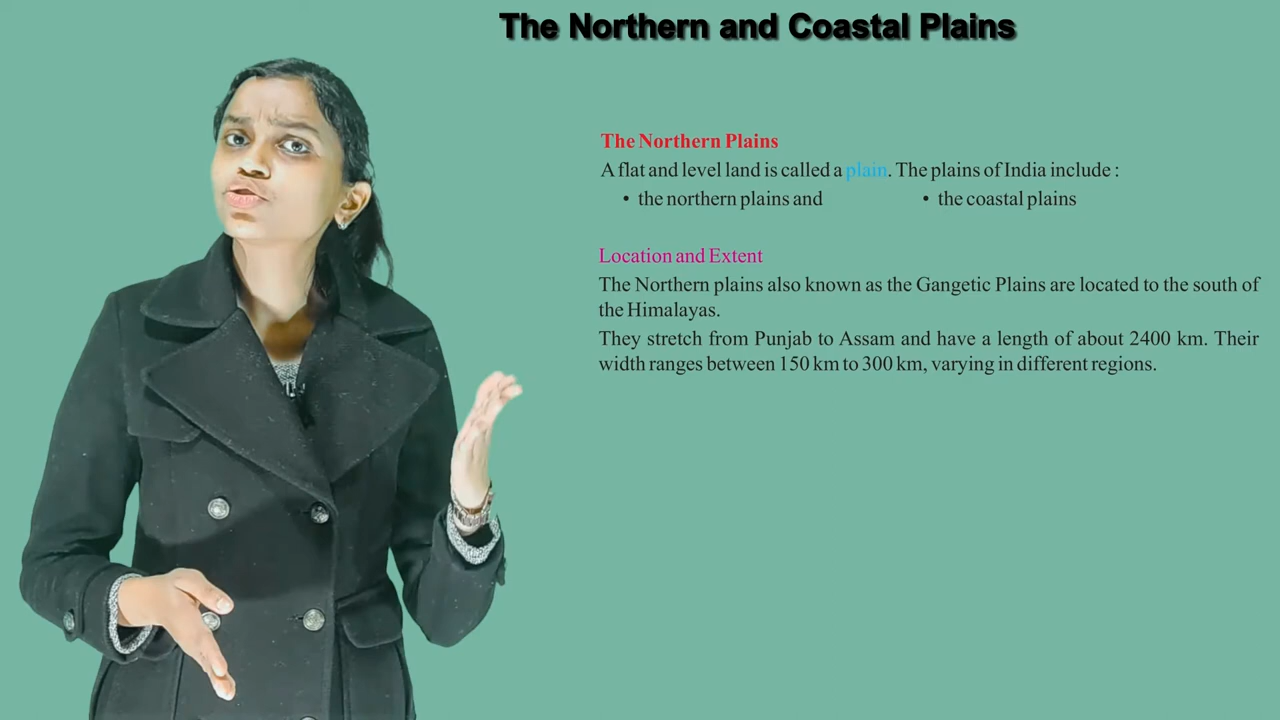 The Northern and Coastal Plains
The Northern Plains
A flat and level land is called a plain. The plains of India include :
• the northern plains and • the coastal plains
Location and Extent
The Northern plains also known as the Gangetic Plains are located to the south of
the Himalayas.
They stretch from Punjab to Assam and have a length of about 2400 km. Their
width ranges between 150 km to 300 km, varying in different regions.